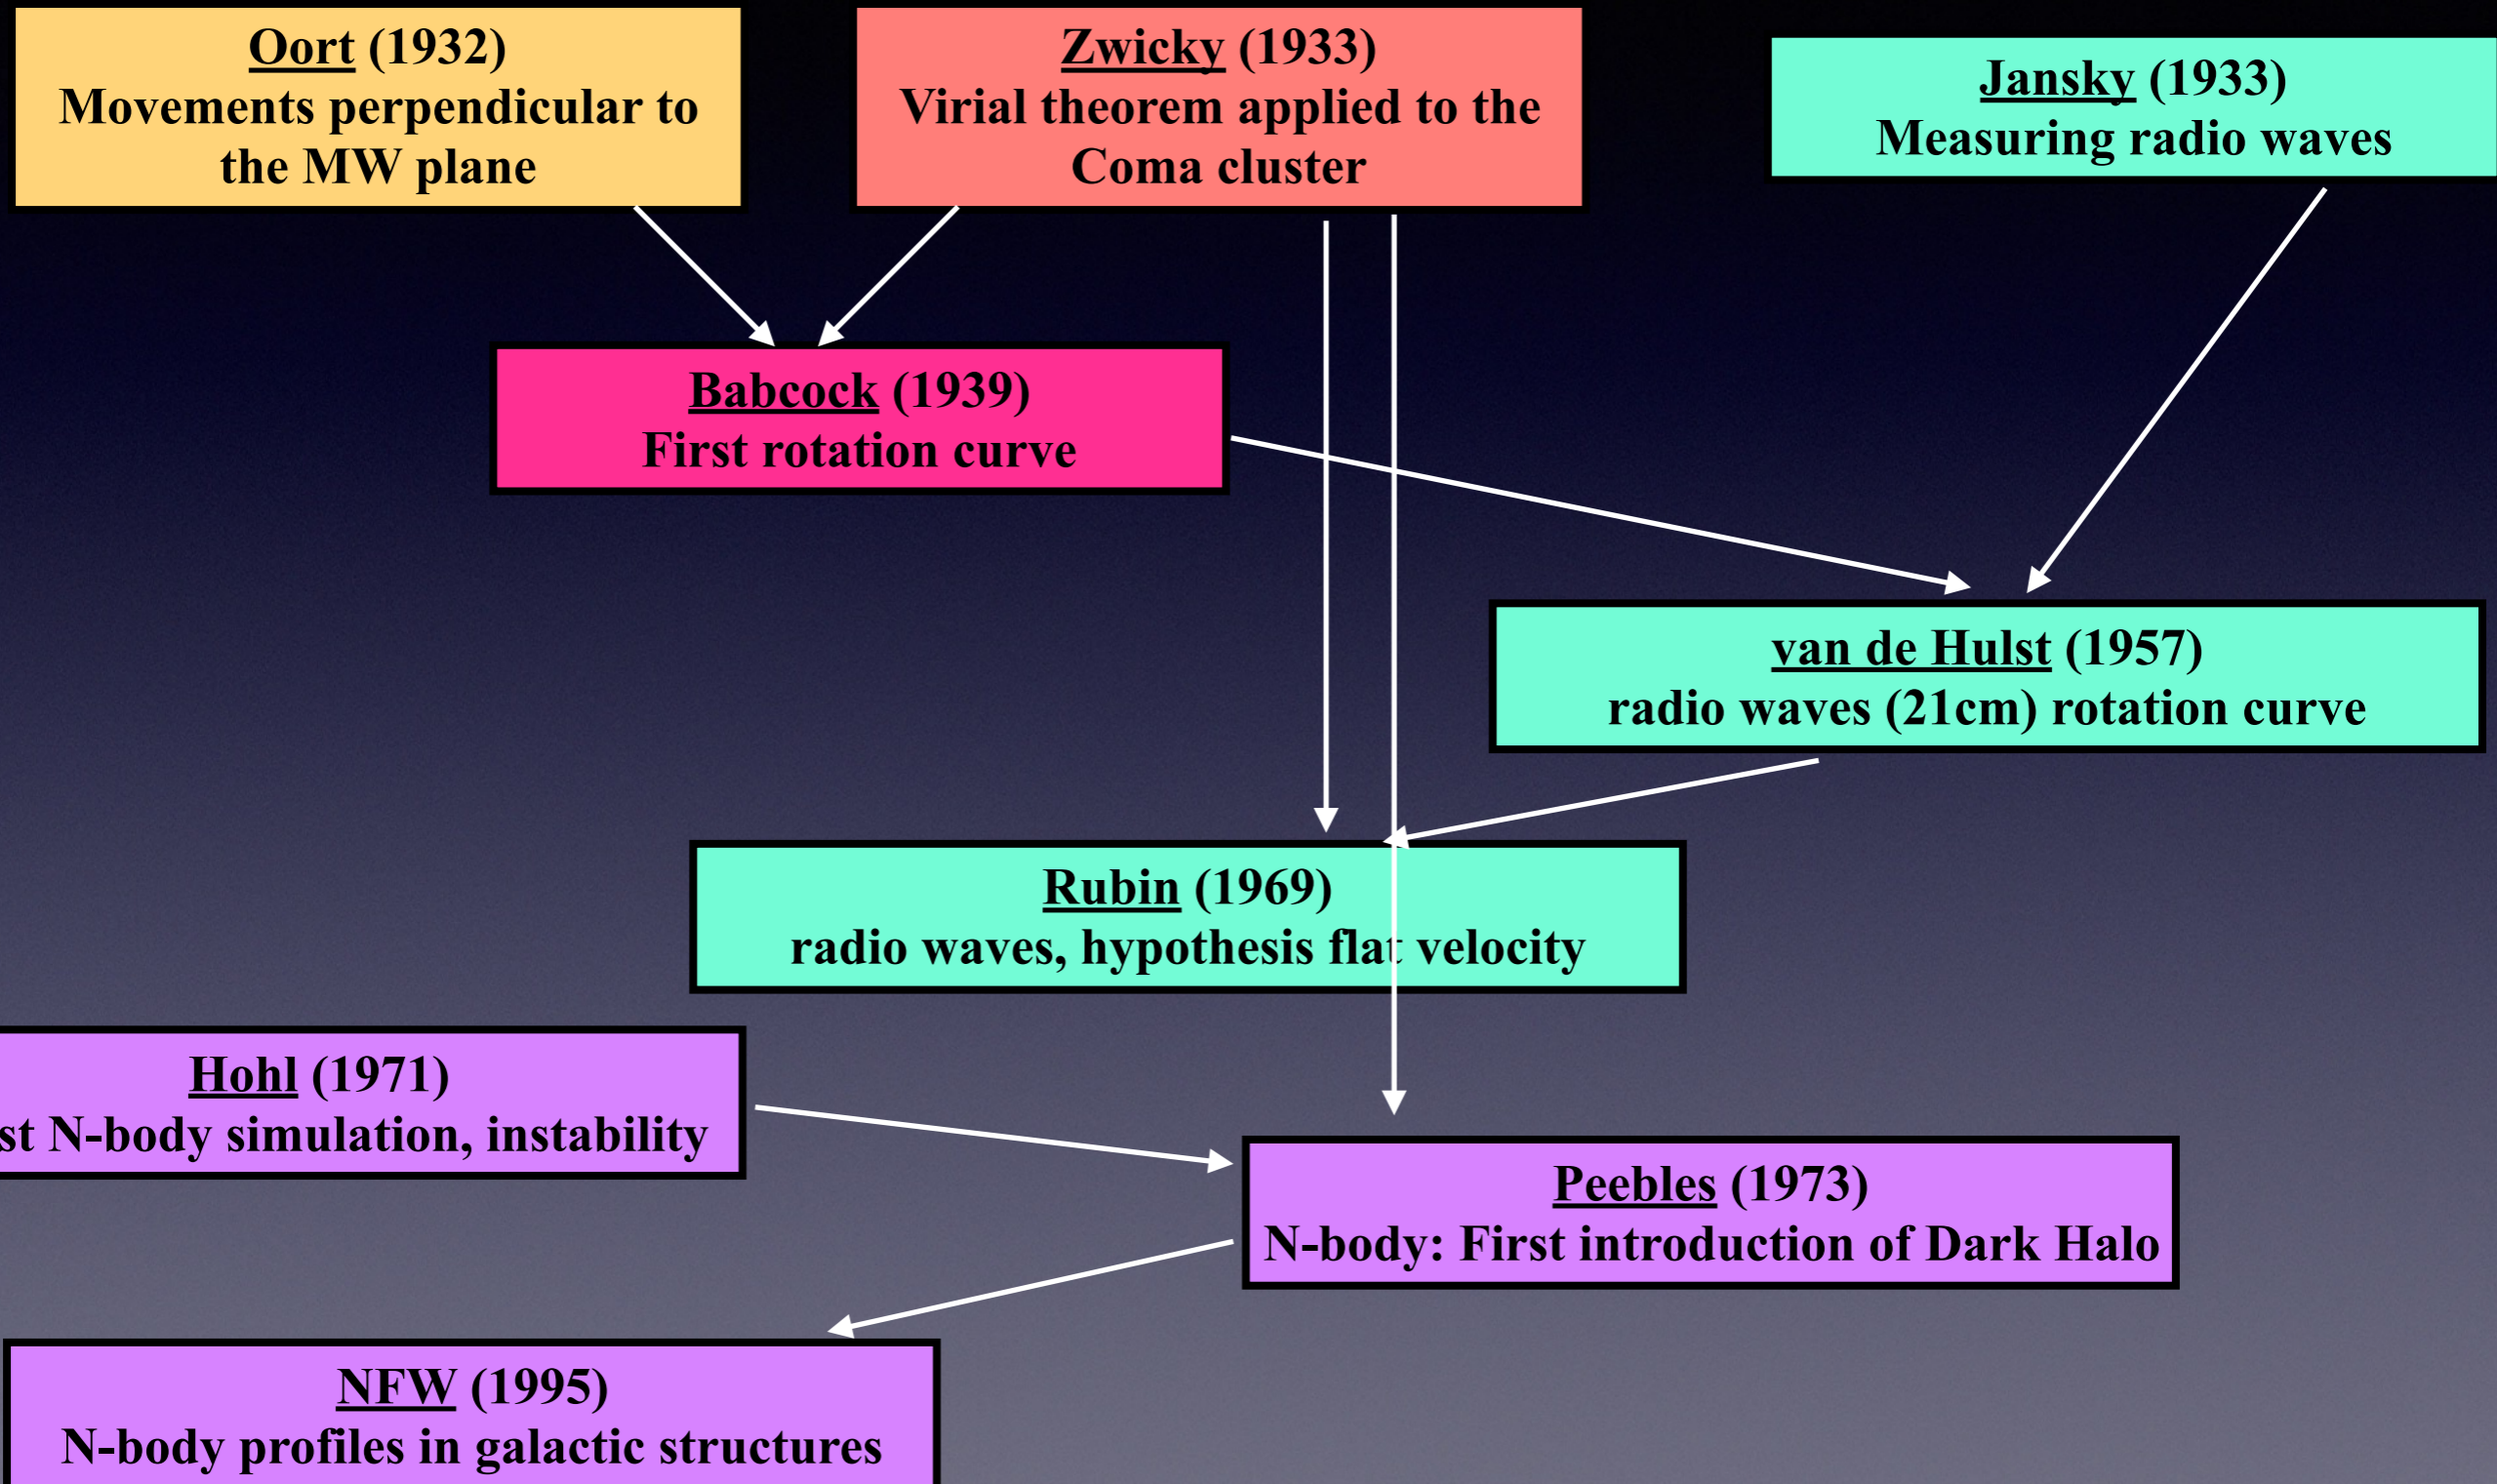 Oort (1932)
Movements perpendicular to
the MW plane
Zwicky (1933)
Virial theorem applied to the
Coma cluster
Jansky (1933)
Measuring radio waves
Babcock (1939)
First rotation curve
van de Hulst (1957)
radio waves (21cm) rotation curve
Rubin (1969)
radio waves, hypothesis flat velocity
Hohl (1971)
N-body simulation, instability
Peebles (1973)
N-body: First introduction of Dark Halo
NFW (1995)
N-body profiles in galactic structures